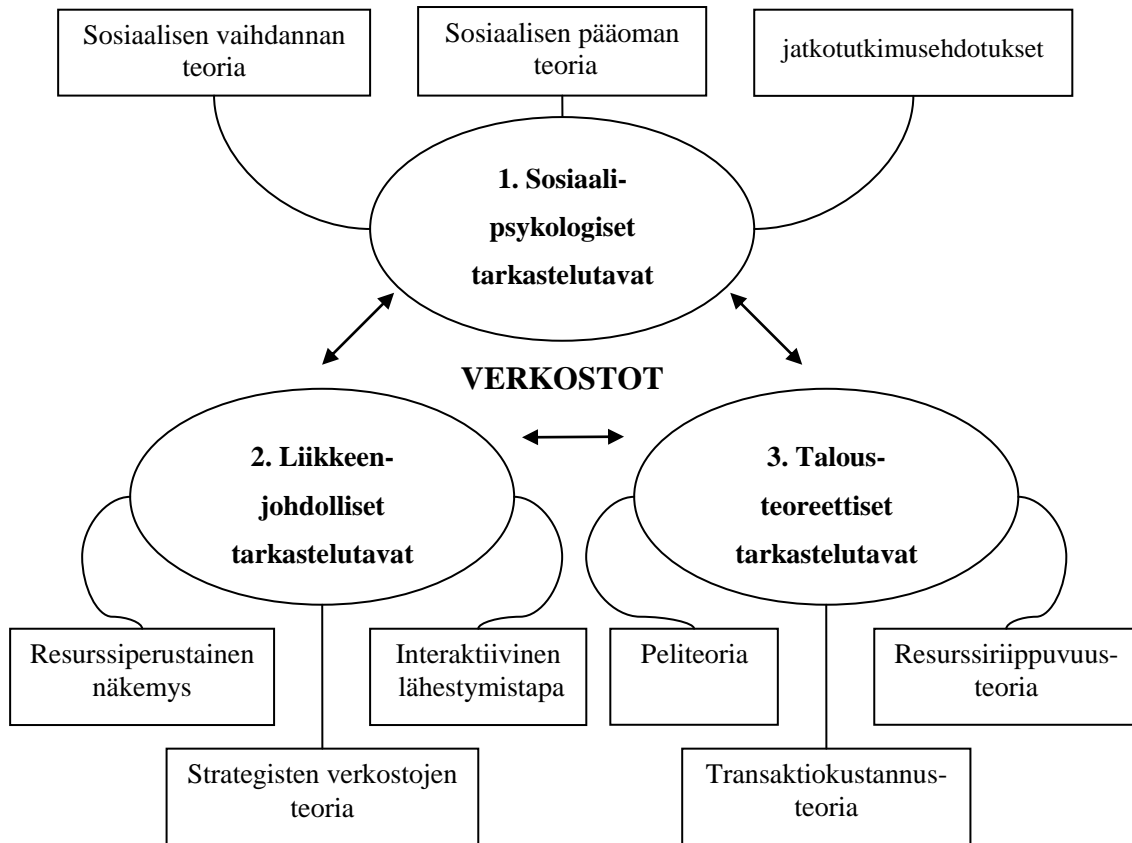 Sosiaalisen vaihdannan
teoria
Sosiaalisen pääoman
teoria
jatkotutkimusehdotukset
1. Sosiaali-
psykologiset
tarkastelutavat
VERKOSTOT
2. Liikkeen-
johdolliset
tarkastelutavat
3. Talous-
teoreettiset
tarkastelutavat
Resurssiperustainen
näkemys
Interaktiivinen
lähestymistapa
Peliteoria
Resurssiriippuvuus-
teoria
Strategisten verkostojen
teoria
Transaktiokustannus-
teoria